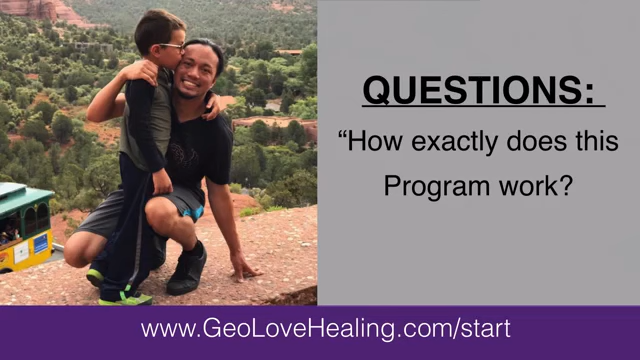 QUESTIONS:
“How exactly does this
Program work?
www.GeoLoveHealing.com/start